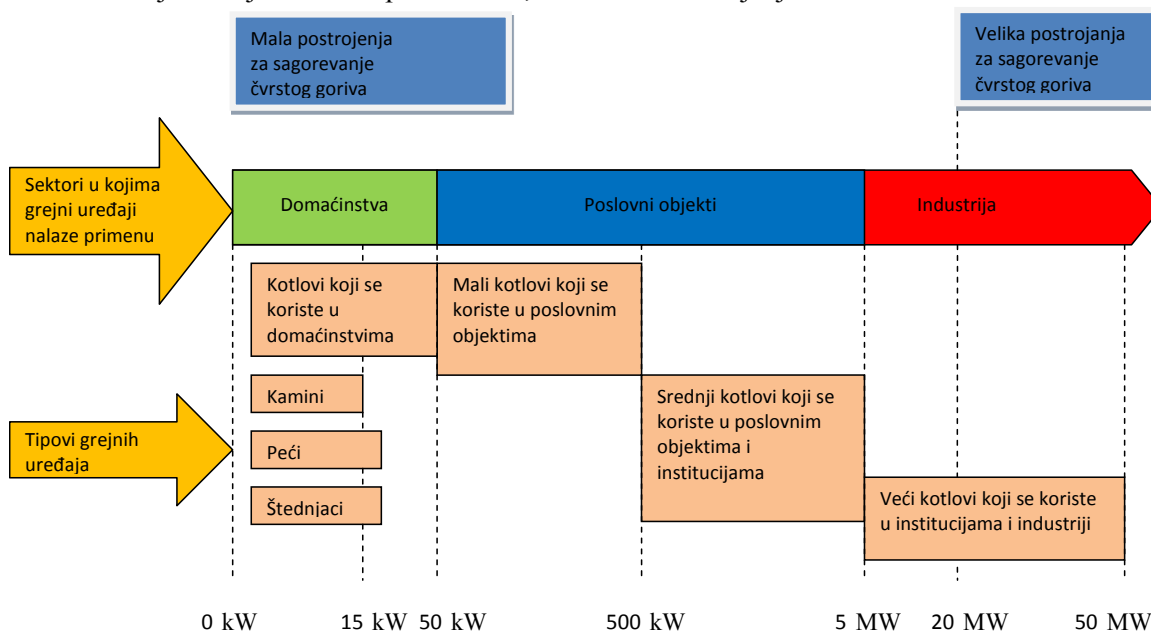 Mala postrojenja
za sagorevanje
čvrstog goriva
Velika postrojanja
za sagorevanje
čvrstog goriva
Sektori u kojima
grejni uređaji
nalaze primenu
Domaćinstva
Poslovni objekti
Industrija
Kotlovi koji se
koriste u
domaćinstvima
Mali kotlovi koji se
koriste u poslovnim
objektima
Kamini
Srednji kotlovi koji se
koriste u poslovnim
objektima i
institucijama
Tipovi grejnih
uređaja
Peći
Štednjaci
Veći kotlovi koji se koriste
u institucijama i industriji
0 kW 15 kW 50 kW 500 kW 5 MW 20 MW 50 MW